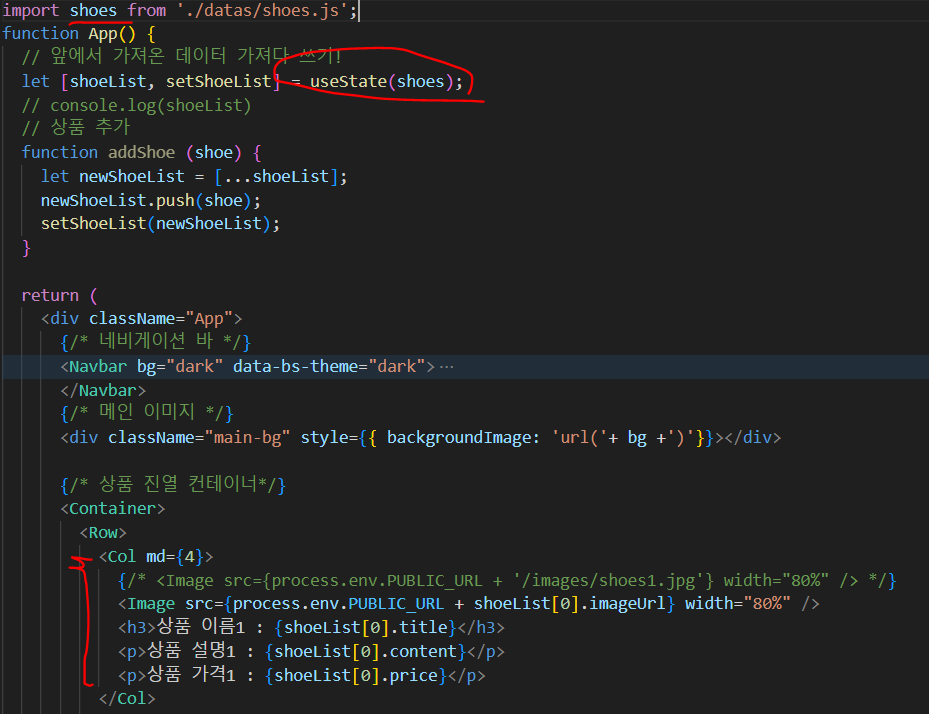 import shoes from './datas/shoes.js';
function App() {
// 앞에서 가져온 데이터 가져다 쓰기!
let [shoeList, setShoeList] = useState(shoes);
// console.log(shoeList)
// 상품 추가
function addShoe (shoe) {
let newShoeList = [...shoeList];
newShoeList.push(shoe);
setShoeList(newShoeList);
}
return (
<div className="App">
{/* 네비게이션 바 */}
<Navbar bg="dark" data-bs-theme="dark">···
</Navbar>
{/* 메인 이미지 */}
<div className="main-bg" style={{ backgroundImage: 'url('+ bg +')'}}></div>
{/* 상품 진열 컨테이너*/}
<Container>
<Row>
<Col md={4}>
{/* <Image src={process.env.PUBLIC_URL + '/images/shoes1.jpg'} width="80%" /> */}
<Image src={process.env.PUBLIC_URL + shoeList[0].imageUrl} width="80%" />
<h3>상품 이름1 : {shoeList[0].title}</h3>
<p>상품 설명1 : {shoeList[0].content}</p>
<p>상품 가격1 : {shoeList[0].price}</p>
</Col>